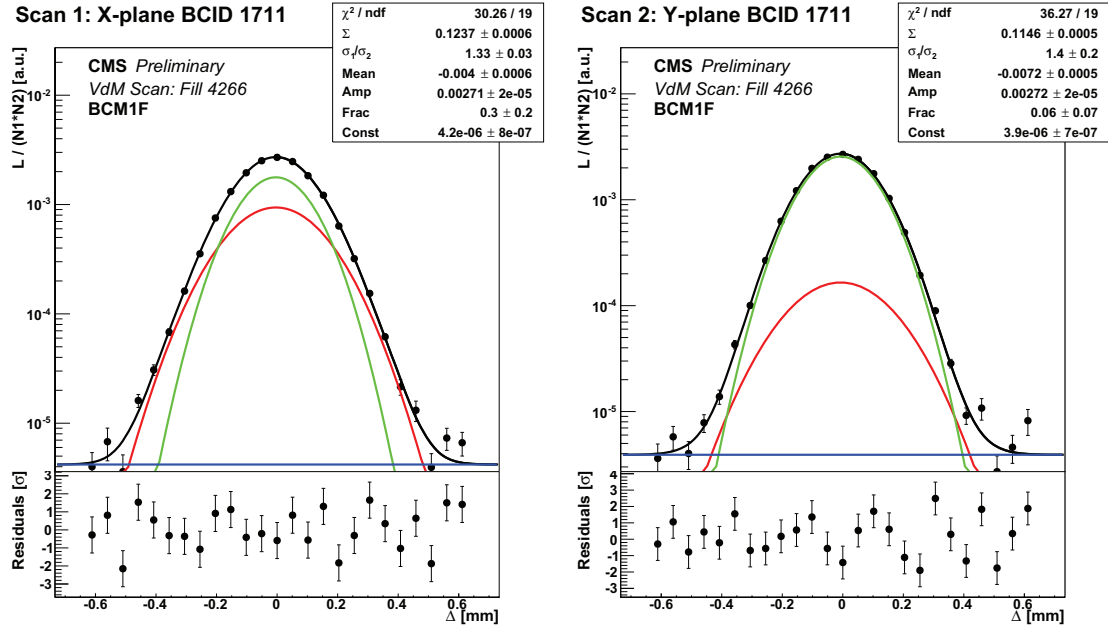 Scan 1: X-plane BCID 1711
χ² / ndf 30.26 / 19
Σ 0.1237 ± 0.0006
σ₁/σ₂ 1.33 ± 0.03
Mean -0.004 ± 0.0006
Amp 0.00271 ± 2e-05
Frac 0.3 ± 0.2
Const 4.2e-06 ± 8e-07
CMS Preliminary
VdM Scan: Fill 4266
BCM1F
L / (N1*N2) [a.u.]
10⁻²
10⁻³
10⁻⁴
10⁻⁵
Residuals [σ]
3
2
1
0
-1
-2
-3
-0.6 -0.4 -0.2 0 0.2 0.4 0.6
Δ [mm]
Scan 2: Y-plane BCID 1711
χ² / ndf 36.27 / 19
Σ 0.1146 ± 0.0005
σ₁/σ₂ 1.4 ± 0.2
Mean -0.0072 ± 0.0005
Amp 0.00272 ± 2e-05
Frac 0.06 ± 0.07
Const 3.9e-06 ± 7e-07
CMS Preliminary
VdM Scan: Fill 4266
BCM1F
L / (N1*N2) [a.u.]
10⁻²
10⁻³
10⁻⁴
10⁻⁵
Residuals [σ]
4
3
2
1
0
-1
-2
-3
-0.6 -0.4 -0.2 0 0.2 0.4 0.6
Δ [mm]